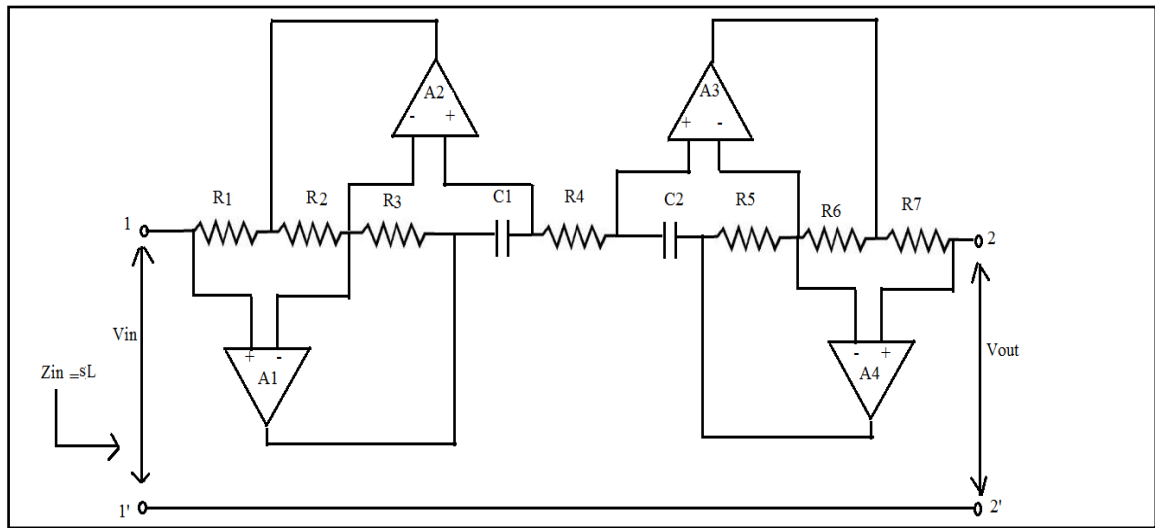 A2
- +
A3
+ -
R1
R2
R3
C1
R4
C2
R5
R6
R7
1
2
Vin
+ -
A1
- +
A4
Vout
Zin =sL
1'
2'